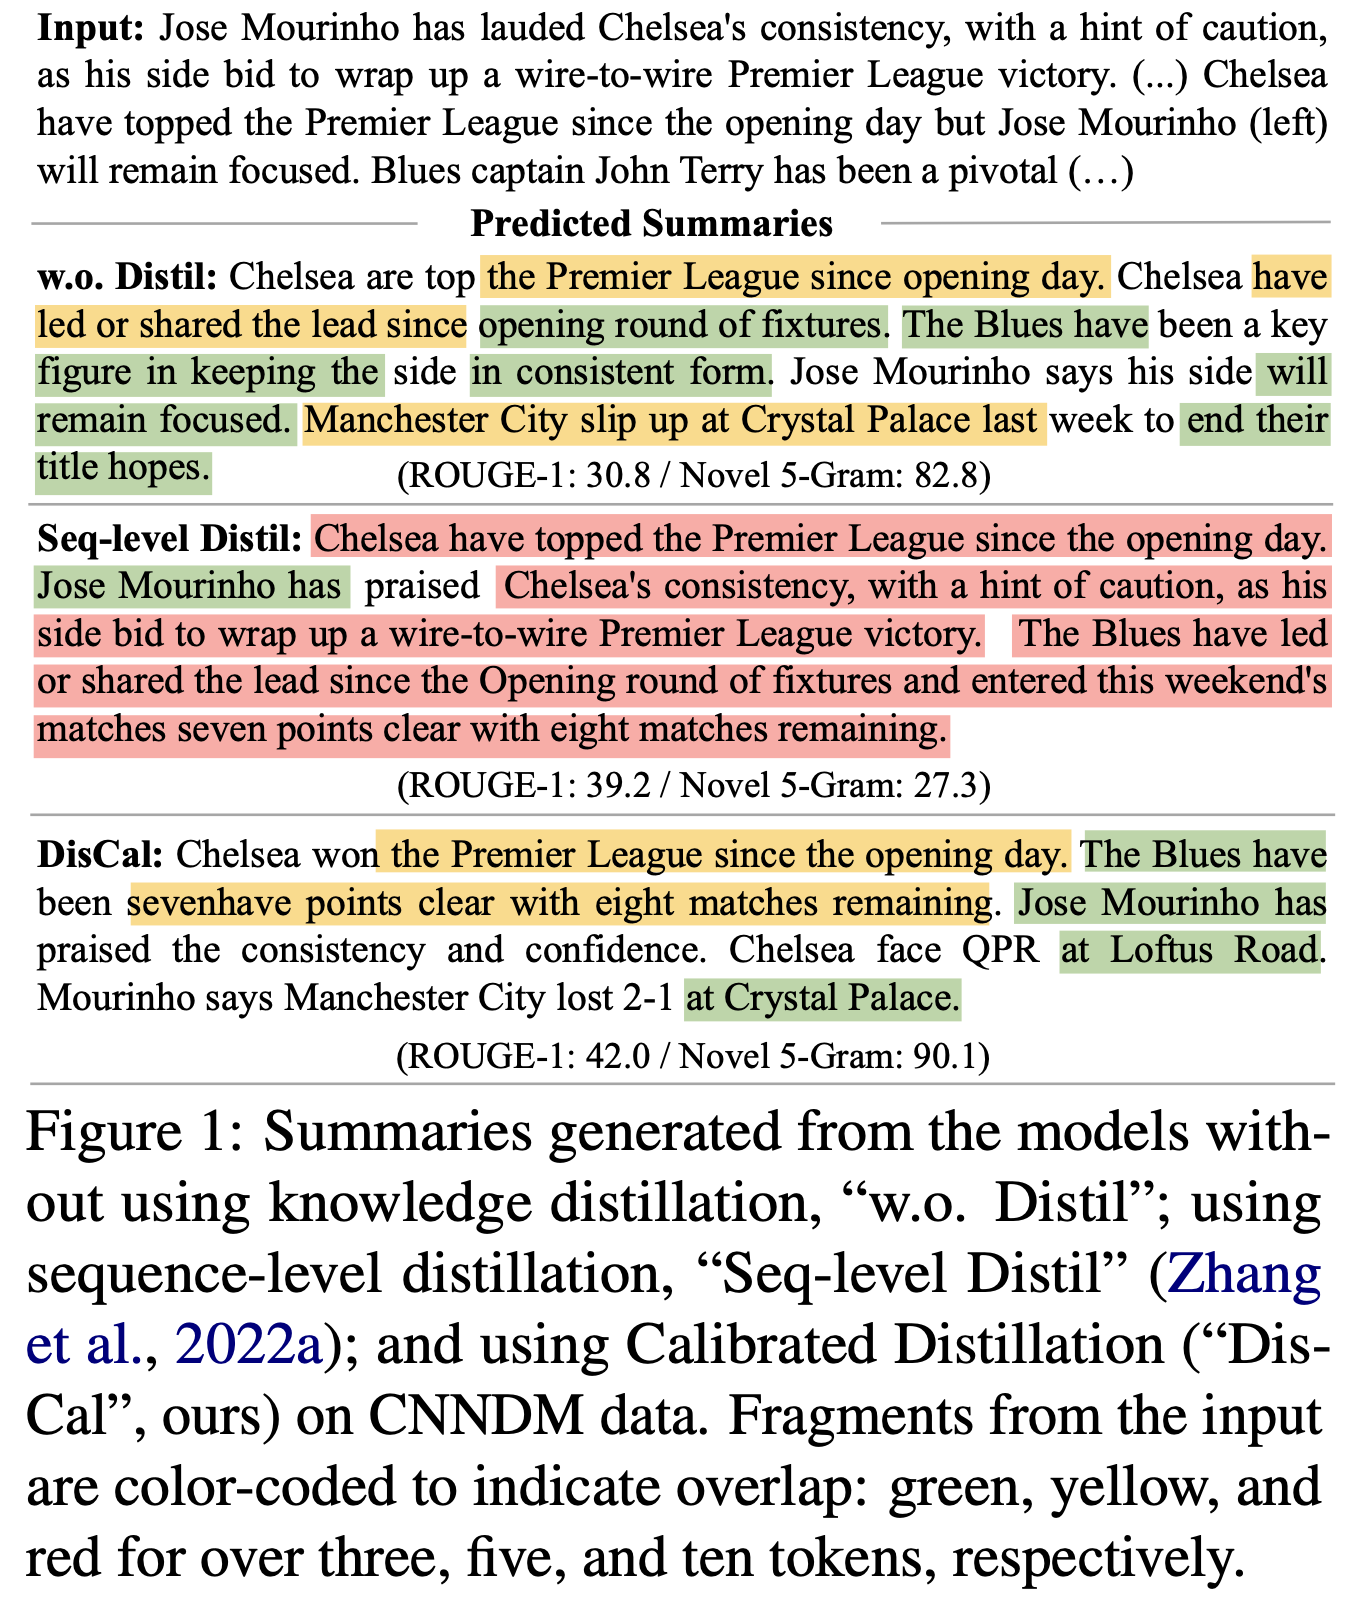 Input: Jose Mourinho has lauded Chelsea's consistency, with a hint of caution,
as his side bid to wrap up a wire-to-wire Premier League victory. (...) Chelsea
have topped the Premier League since the opening day but Jose Mourinho (left)
will remain focused. Blues captain John Terry has been a pivotal (…)
Predicted Summaries
w.o. Distil: Chelsea are top the Premier League since opening day. Chelsea have
led or shared the lead since opening round of fixtures. The Blues have been a key
figure in keeping the side in consistent form. Jose Mourinho says his side will
remain focused. Manchester City slip up at Crystal Palace last week to end their
title hopes. (ROUGE-1: 30.8 / Novel 5-Gram: 82.8)
Seq-level Distil: Chelsea have topped the Premier League since the opening day.
Jose Mourinho has praised Chelsea's consistency, with a hint of caution, as his
side bid to wrap up a wire-to-wire Premier League victory. The Blues have led
or shared the lead since the Opening round of fixtures and entered this weekend's
matches seven points clear with eight matches remaining.
(ROUGE-1: 39.2 / Novel 5-Gram: 27.3)
DisCal: Chelsea won the Premier League since the opening day. The Blues have
been sevenhave points clear with eight matches remaining. Jose Mourinho has
praised the consistency and confidence. Chelsea face QPR at Loftus Road.
Mourinho says Manchester City lost 2-1 at Crystal Palace.
(ROUGE-1: 42.0 / Novel 5-Gram: 90.1)
Figure 1: Summaries generated from the models with-
out using knowledge distillation, “w.o. Distil”; using
sequence-level distillation, “Seq-level Distil” (Zhang
et al., 2022a); and using Calibrated Distillation (“Dis-
Cal”, ours) on CNNDM data. Fragments from the input
are color-coded to indicate overlap: green, yellow, and
red for over three, five, and ten tokens, respectively.